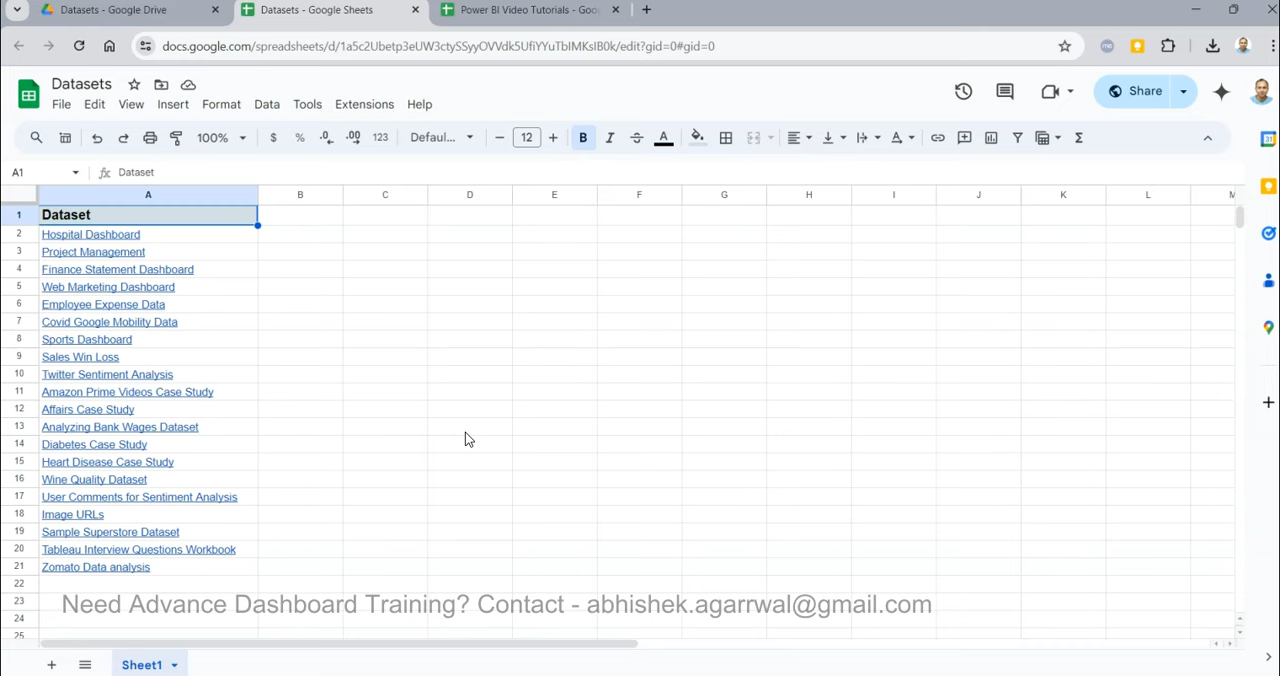 Datasets - Google Drive
Datasets - Google Sheets
Power BI Video Tutorials - Goo
docs.google.com/spreadsheets/d/1a5c2Ubetp3eUW3ctySSyyOVVdk5UfiYYuTbIMKsIB0k/edit?gid=0#gid=0
Datasets
File Edit View Insert Format Data Tools Extensions Help
Share
100% $ % .0 .00 123 Defaul... 12 B I A
A1 fx Dataset
A B C D E F G H I J K L M
1 Dataset
2 Hospital Dashboard
3 Project Management
4 Finance Statement Dashboard
5 Web Marketing Dashboard
6 Employee Expense Data
7 Covid Google Mobility Data
8 Sports Dashboard
9 Sales Win Loss
10 Twitter Sentiment Analysis
11 Amazon Prime Videos Case Study
12 Affairs Case Study
13 Analyzing Bank Wages Dataset
14 Diabetes Case Study
15 Heart Disease Case Study
16 Wine Quality Dataset
17 User Comments for Sentiment Analysis
18 Image URLs
19 Sample Superstore Dataset
20 Tableau Interview Questions Workbook
21 Zomato Data analysis
22
23
Need Advance Dashboard Training? Contact - abhishek.agarrwal@gmail.com
24
25
Sheet1